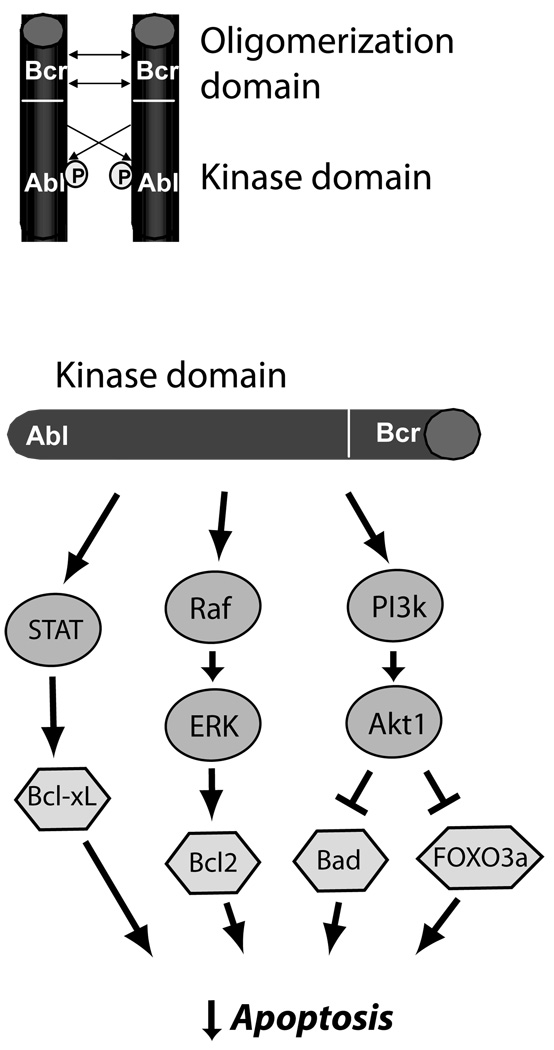 Oligomerization
domain
Bcr Bcr
P P
Abl Abl
Kinase domain
Kinase domain
Abl Bcr
STAT Raf PI3k
ERK Akt1
Bcl-xL
Bcl2 Bad FOXO3a
Apoptosis